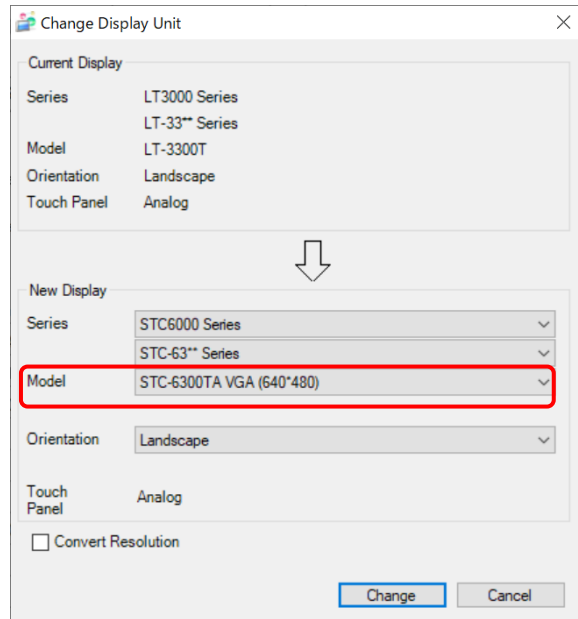 Change Display Unit
Current Display
Series LT3000 Series
LT-33** Series
Model LT-3300T
Orientation Landscape
Touch Panel Analog
New Display
Series STC6000 Series
STC-63** Series
Model STC-6300TA VGA (640*480)
Orientation Landscape
Touch
Panel Analog
Convert Resolution
Change Cancel